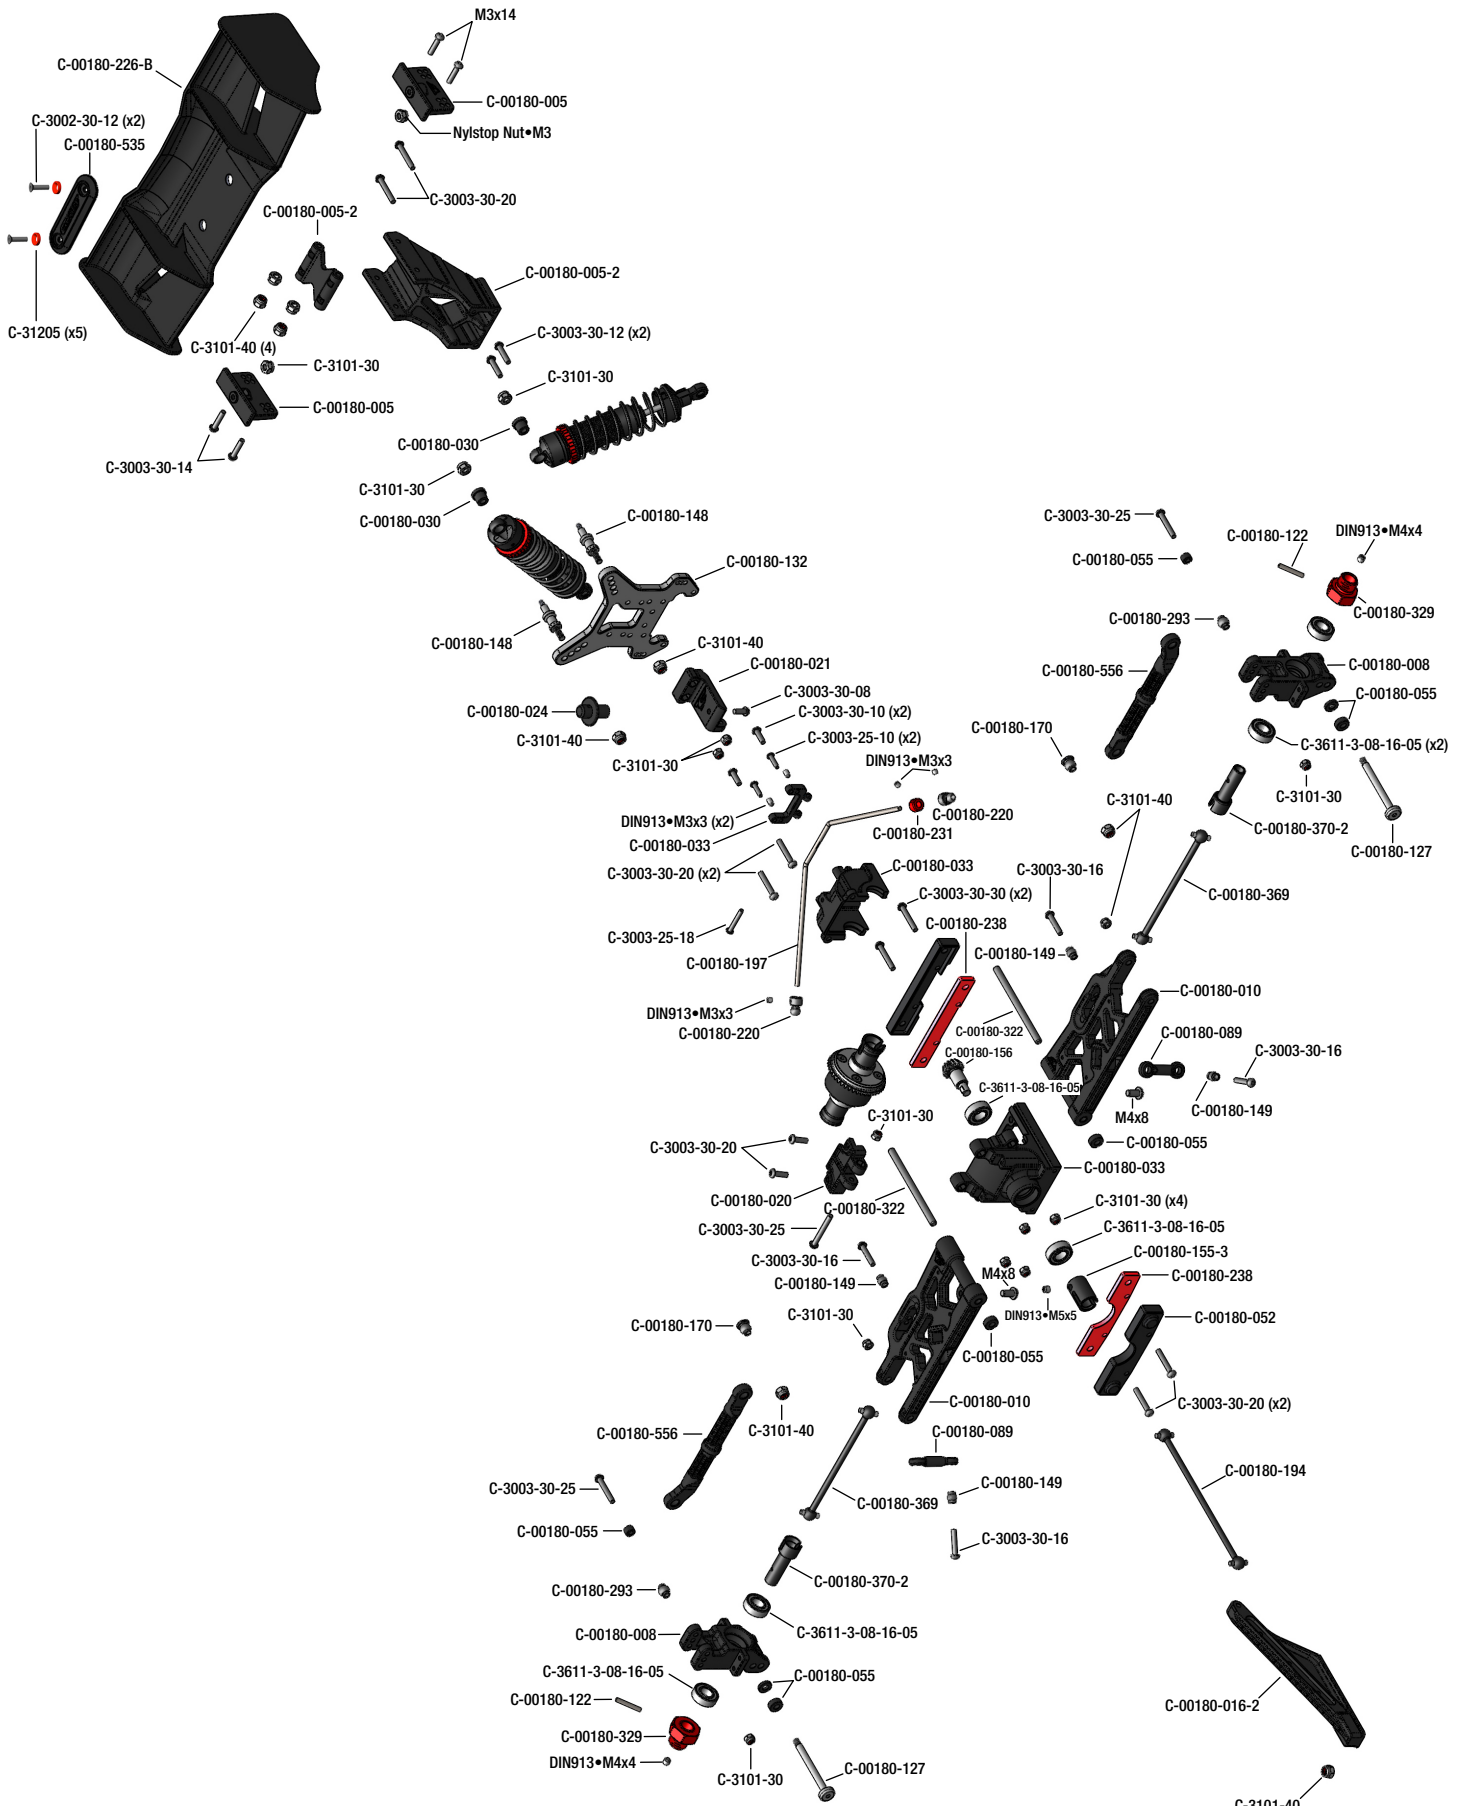 M3x14
C-00180-226-B
C-00180-005
C-3002-30-12 (x2)
Nylstop Nut•M3
C-00180-535
C-3003-30-20
C-00180-005-2
C-00180-005-2
C-31205 (x5)
C-3101-40 (4)
C-3003-30-12 (x2)
C-3101-30
C-3101-30
C-00180-005
C-00180-030
C-3003-30-14
C-3101-30
C-00180-030
C-00180-148
C-00180-132
C-00180-148
C-3101-40
C-00180-021
C-3003-30-08
C-00180-024
C-3003-30-10 (x2)
C-3101-40
C-3003-25-10 (x2)
C-3101-30
DIN913•M3x3
DIN913•M3x3 (x2)
C-00180-220
C-00180-231
C-00180-033
C-3003-30-20 (x2)
C-00180-033
C-3003-30-30 (x2)
C-00180-238
C-3003-25-18
C-00180-197
DIN913•M3x3
C-00180-220
C-3003-30-25
C-00180-122
DIN913•M4x4
C-00180-055
C-00180-329
C-00180-293
C-00180-556
C-00180-008
C-00180-055
C-00180-170
C-3611-3-08-16-05 (x2)
C-3101-30
C-3101-40
C-00180-370-2
C-00180-127
C-3003-30-16
C-00180-369
C-00180-149
C-00180-010
C-00180-322
C-00180-089
C-00180-156
C-3003-30-16
C-3611-3-08-16-05
C-00180-149
M4x8
C-3101-30
C-00180-055
C-3003-30-20
C-00180-033
C-00180-020
C-00180-322
C-3101-30 (x4)
C-3003-30-25
C-3611-3-08-16-05
C-3003-30-16
C-00180-155-3
C-00180-149
M4x8
C-00180-238
C-3101-30
DIN913•M5x5
C-00180-052
C-00180-170
C-00180-055
C-00180-010
C-3003-30-20 (x2)
C-3101-40
C-00180-556
C-00180-089
C-00180-194
C-3003-30-25
C-00180-149
C-00180-369
C-00180-055
C-3003-30-16
C-00180-370-2
C-00180-293
C-3611-3-08-16-05
C-00180-008
C-3611-3-08-16-05
C-00180-055
C-00180-122
C-00180-016-2
C-00180-329
DIN913•M4x4
C-00180-127
C-3101-30
C-3101-40